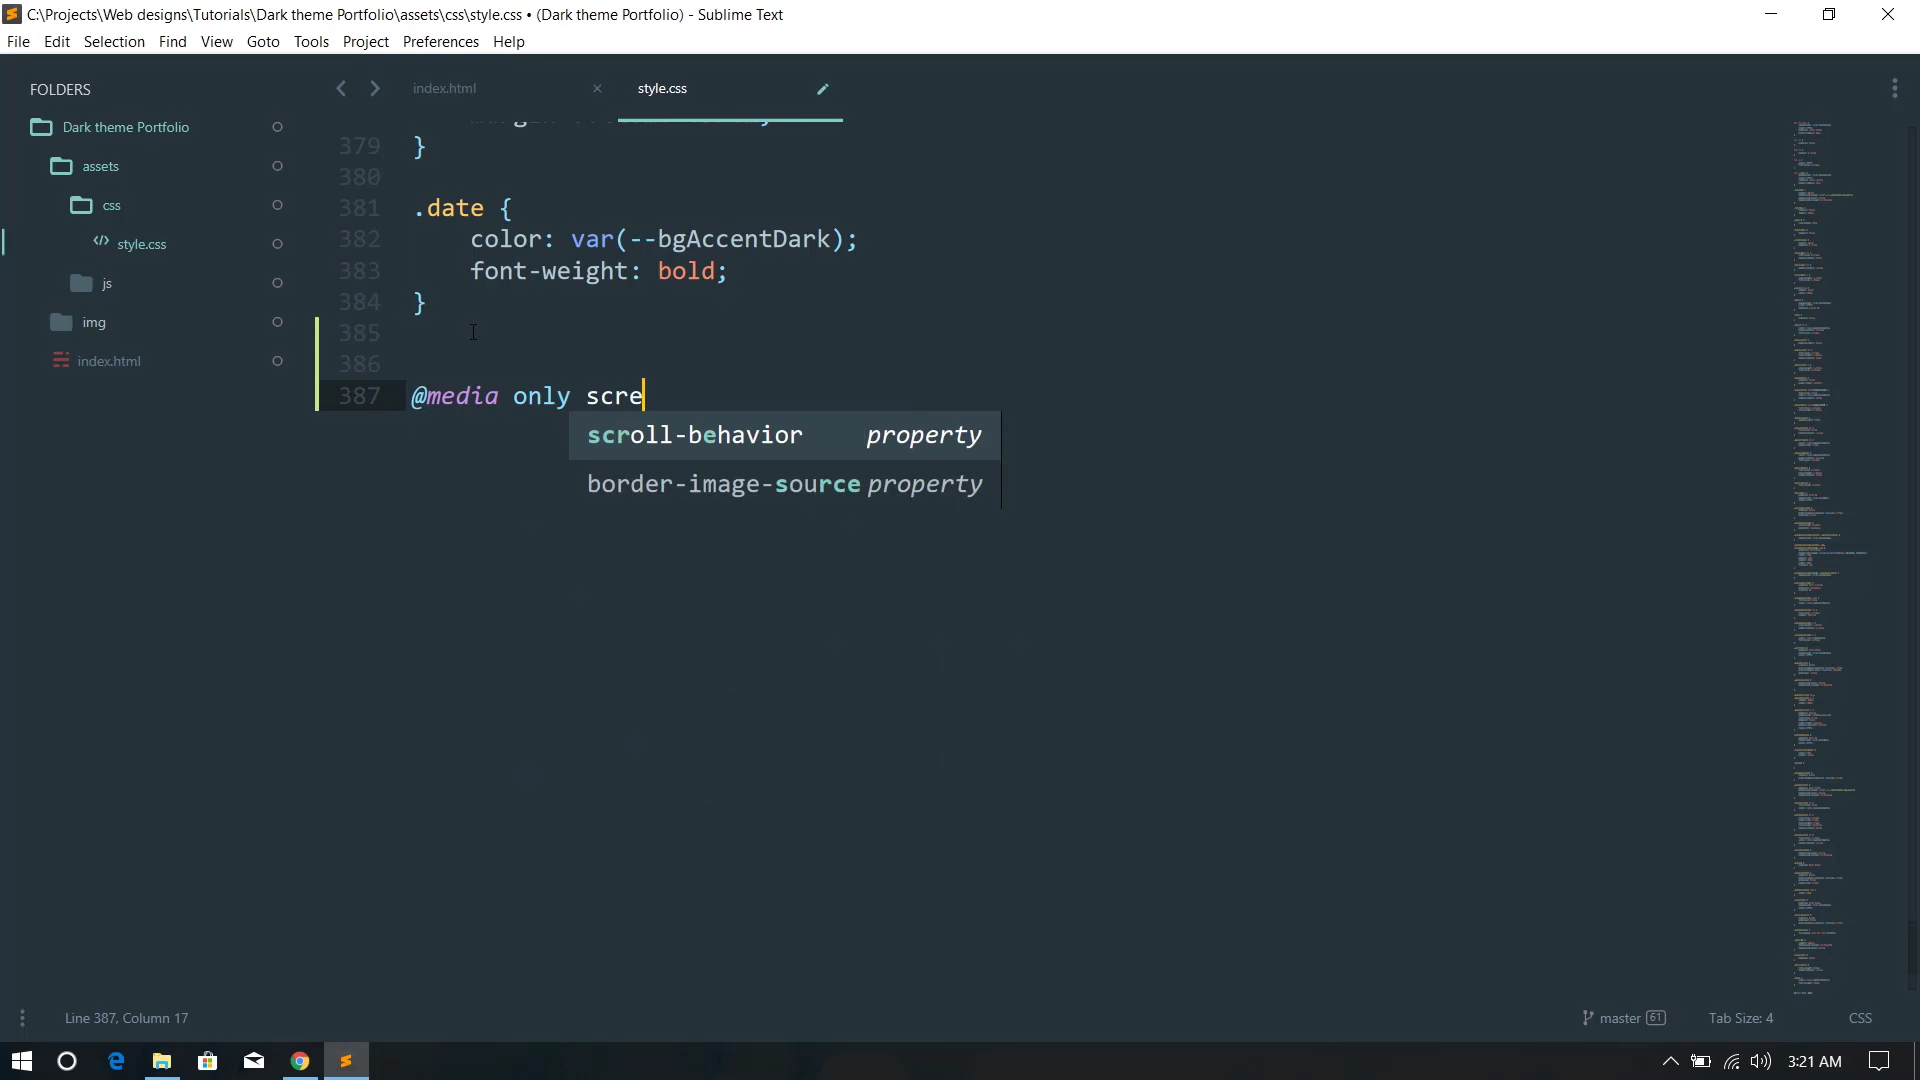 C:\Projects\Web designs\Tutorials\Dark theme Portfolio\assets\css\style.css • (Dark theme Portfolio) - Sublime Text
File Edit Selection Find View Goto Tools Project Preferences Help
FOLDERS
index.html
style.css
Dark theme Portfolio
assets
css
style.css
js
img
index.html
379 }
380
381 .date {
382 color: var(--bgAccentDark);
383 font-weight: bold;
384 }
385
386
387 @media only scre
scroll-behavior property
border-image-source property
Line 387, Column 17
master 61
Tab Size: 4
CSS
3:21 AM